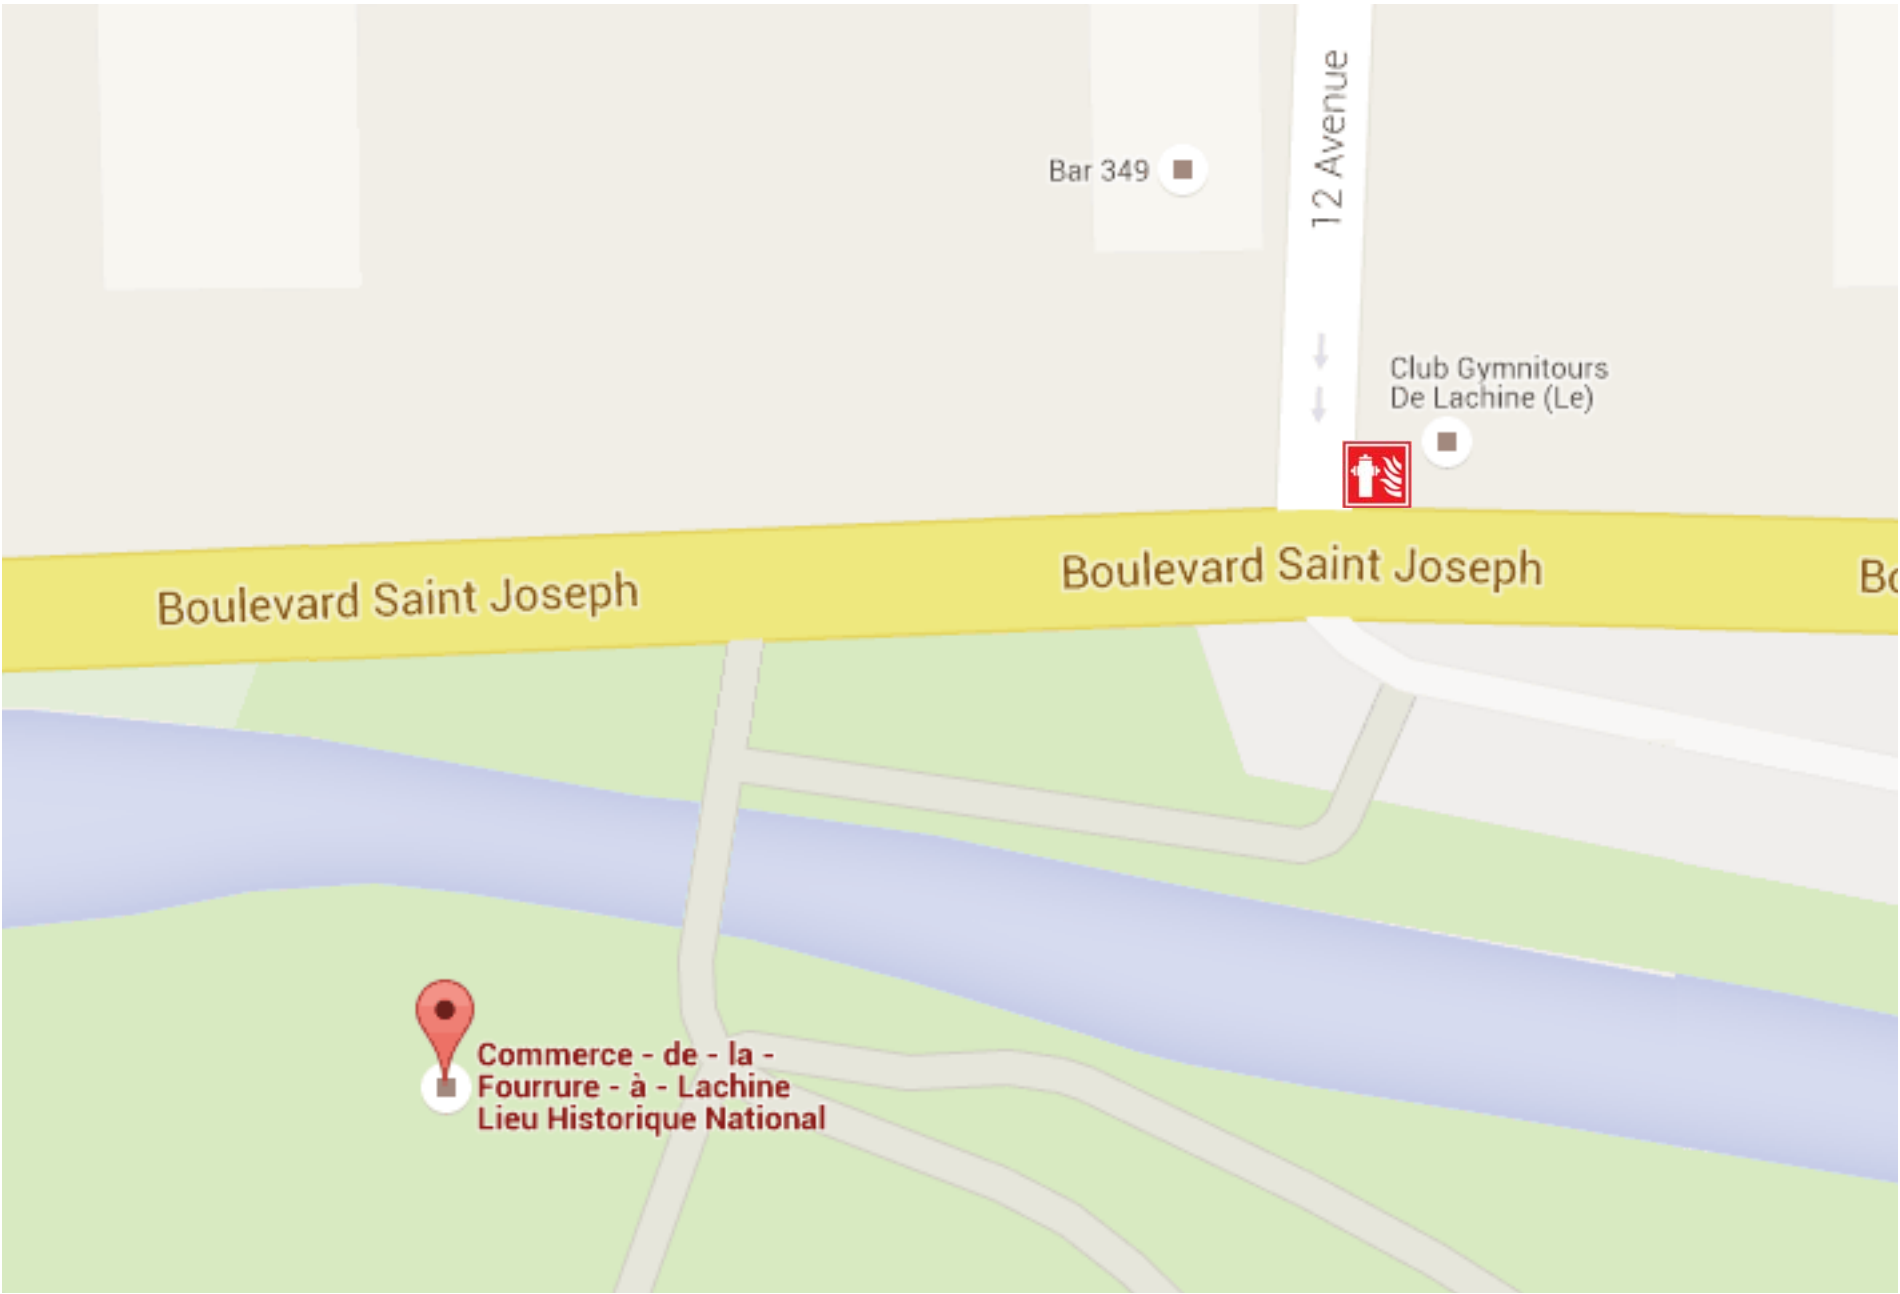 12 Avenue
Bar 349
Club Gymnitours
De Lachine (Le)
Boulevard Saint Joseph
Boulevard Saint Joseph
Bo
Commerce - de - la -
Fourrure - à - Lachine
Lieu Historique National